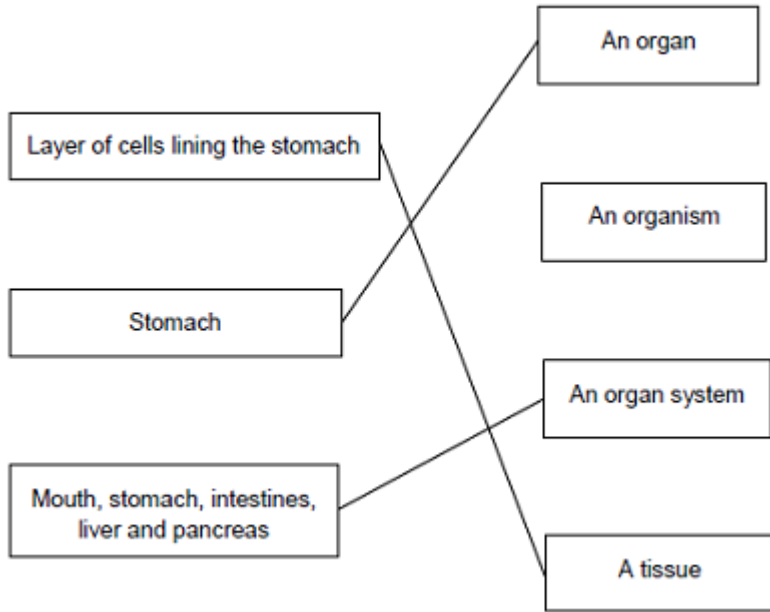 An organ
Layer of cells lining the stomach
An organism
Stomach
An organ system
Mouth, stomach, intestines,
liver and pancreas
A tissue